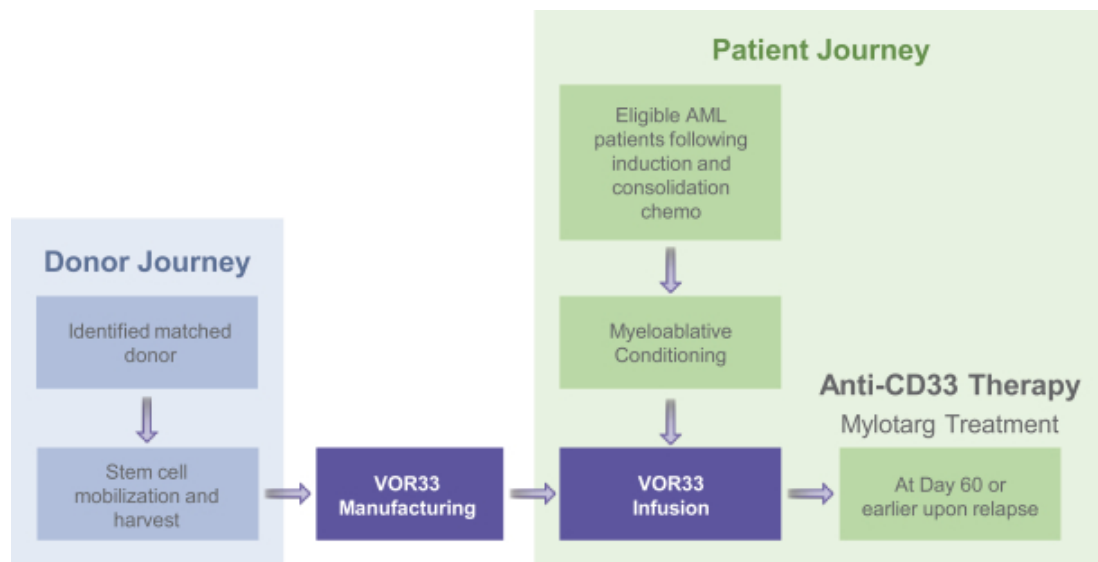 Patient Journey
Eligible AML
patients following
induction and
consolidation
chemo
Donor Journey
Identified matched
donor
Myeloablative
Conditioning
Anti-CD33 Therapy
Mylotarg Treatment
Stem cell
mobilization and
harvest
VOR33
Manufacturing
VOR33
Infusion
At Day 60 or
earlier upon relapse